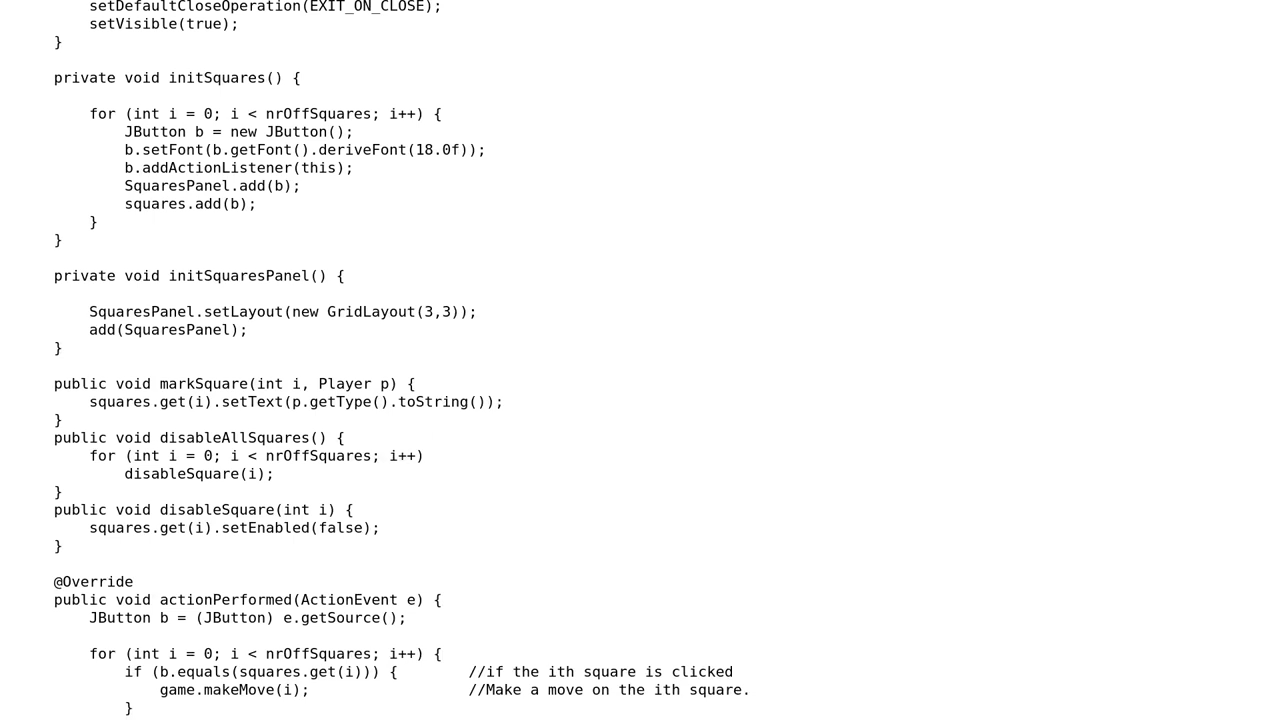 setDefaultCloseOperation(EXIT_ON_CLOSE);
setVisible(true);
}
private void initSquares() {
for (int i = 0; i < nrOffSquares; i++) {
JButton b = new JButton();
b.setFont(b.getFont().deriveFont(18.0f));
b.addActionListener(this);
SquaresPanel.add(b);
squares.add(b);
}
}
private void initSquaresPanel() {
SquaresPanel.setLayout(new GridLayout(3,3));
add(SquaresPanel);
}
public void markSquare(int i, Player p) {
squares.get(i).setText(p.getType().toString());
}
public void disableAllSquares() {
for (int i = 0; i < nrOffSquares; i++)
disableSquare(i);
}
public void disableSquare(int i) {
squares.get(i).setEnabled(false);
}
@Override
public void actionPerformed(ActionEvent e) {
JButton b = (JButton) e.getSource();
for (int i = 0; i < nrOffSquares; i++) {
if (b.equals(squares.get(i))) { //if the ith square is clicked
game.makeMove(i); //Make a move on the ith square.
}